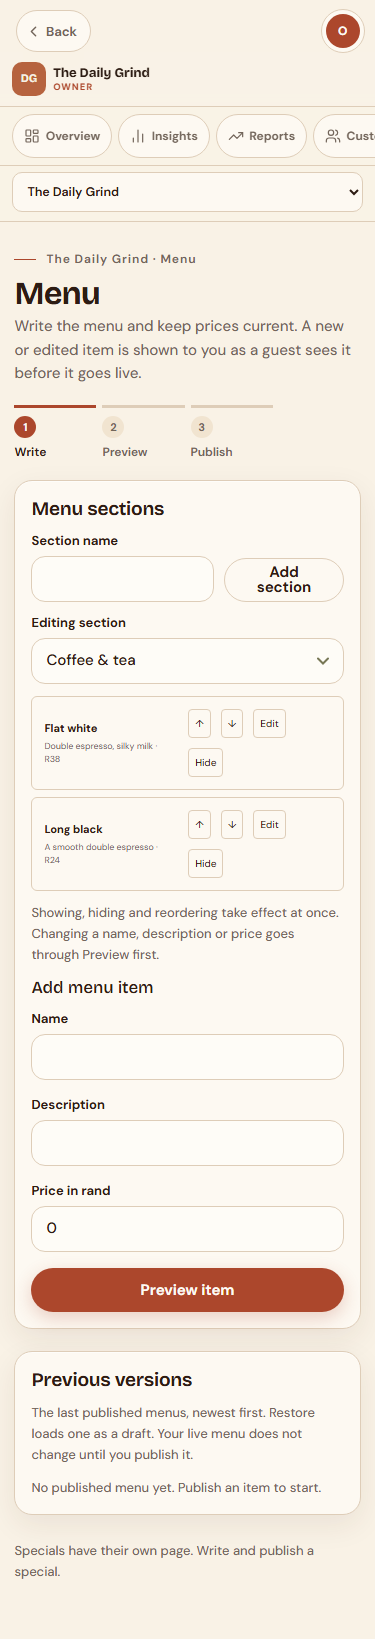 Back
O
DG
The Daily Grind
OWNER
Overview
Insights
Reports
Custo
The Daily Grind
The Daily Grind · Menu
Menu
Write the menu and keep prices current. A new
or edited item is shown to you as a guest sees it
before it goes live.
1
2
3
Write
Preview
Publish
Menu sections
Section name
Add
section
Editing section
Coffee & tea
Flat white
Double espresso, silky milk ·
R38
↑
↓
Edit
Hide
Long black
A smooth double espresso ·
R24
↑
↓
Edit
Hide
Showing, hiding and reordering take effect at once.
Changing a name, description or price goes
through Preview first.
Add menu item
Name
Description
Price in rand
0
Preview item
Previous versions
The last published menus, newest first. Restore
loads one as a draft. Your live menu does not
change until you publish it.
No published menu yet. Publish an item to start.
Specials have their own page. Write and publish a
special.